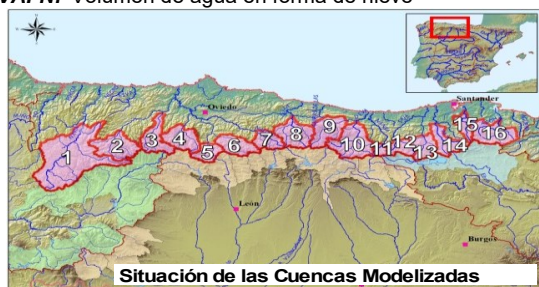 VAFN: Volumen de agua en forma de nieve
Oviedo
Santander
1 2 3 4 5 6 7 8 9 10 11 12 13 14 15 16
León
Burgos
Situación de las Cuencas Modelizadas